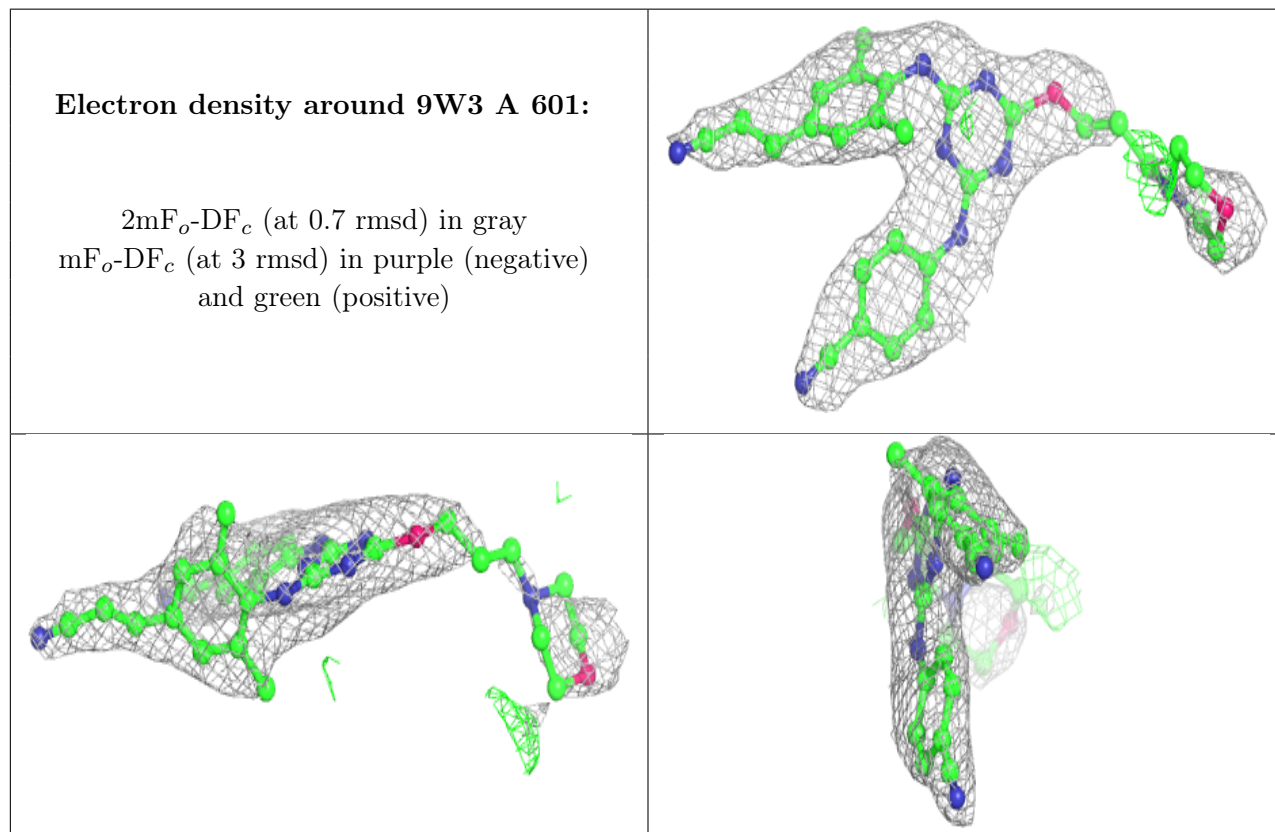 Electron density around 9W3 A 601:
2mFo-DFc (at 0.7 rmsd) in gray
mFo-DFc (at 3 rmsd) in purple (negative)
and green (positive)